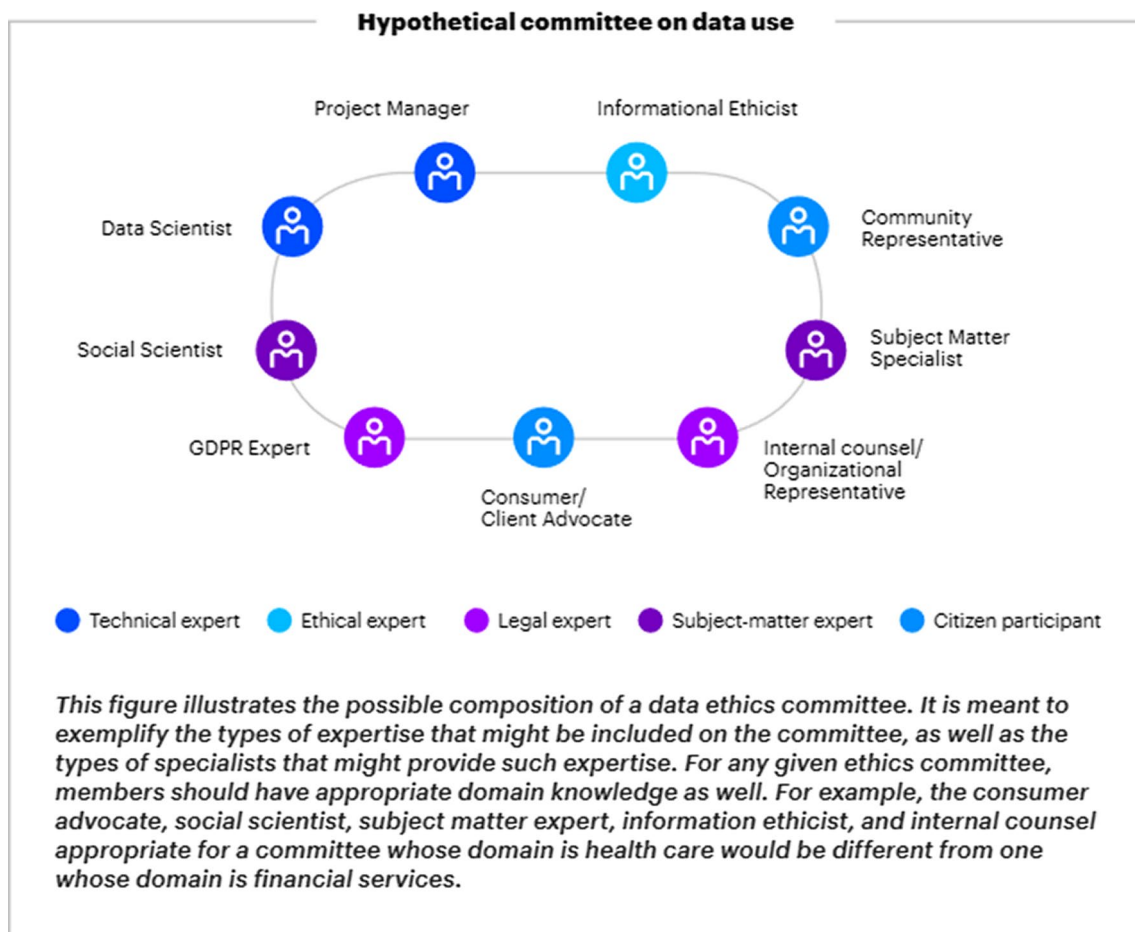 Hypothetical committee on data use
Project Manager
Informational Ethicist
Data Scientist
Community
Representative
Social Scientist
Subject Matter
Specialist
GDPR Expert
Consumer/
Client Advocate
Internal counsel/
Organizational
Representative
Technical expert
Ethical expert
Legal expert
Subject-matter expert
Citizen participant
This figure illustrates the possible composition of a data ethics committee. It is meant to
exemplify the types of expertise that might be included on the committee, as well as the
types of specialists that might provide such expertise. For any given ethics committee,
members should have appropriate domain knowledge as well. For example, the consumer
advocate, social scientist, subject matter expert, information ethicist, and internal counsel
appropriate for a committee whose domain is health care would be different from one
whose domain is financial services.